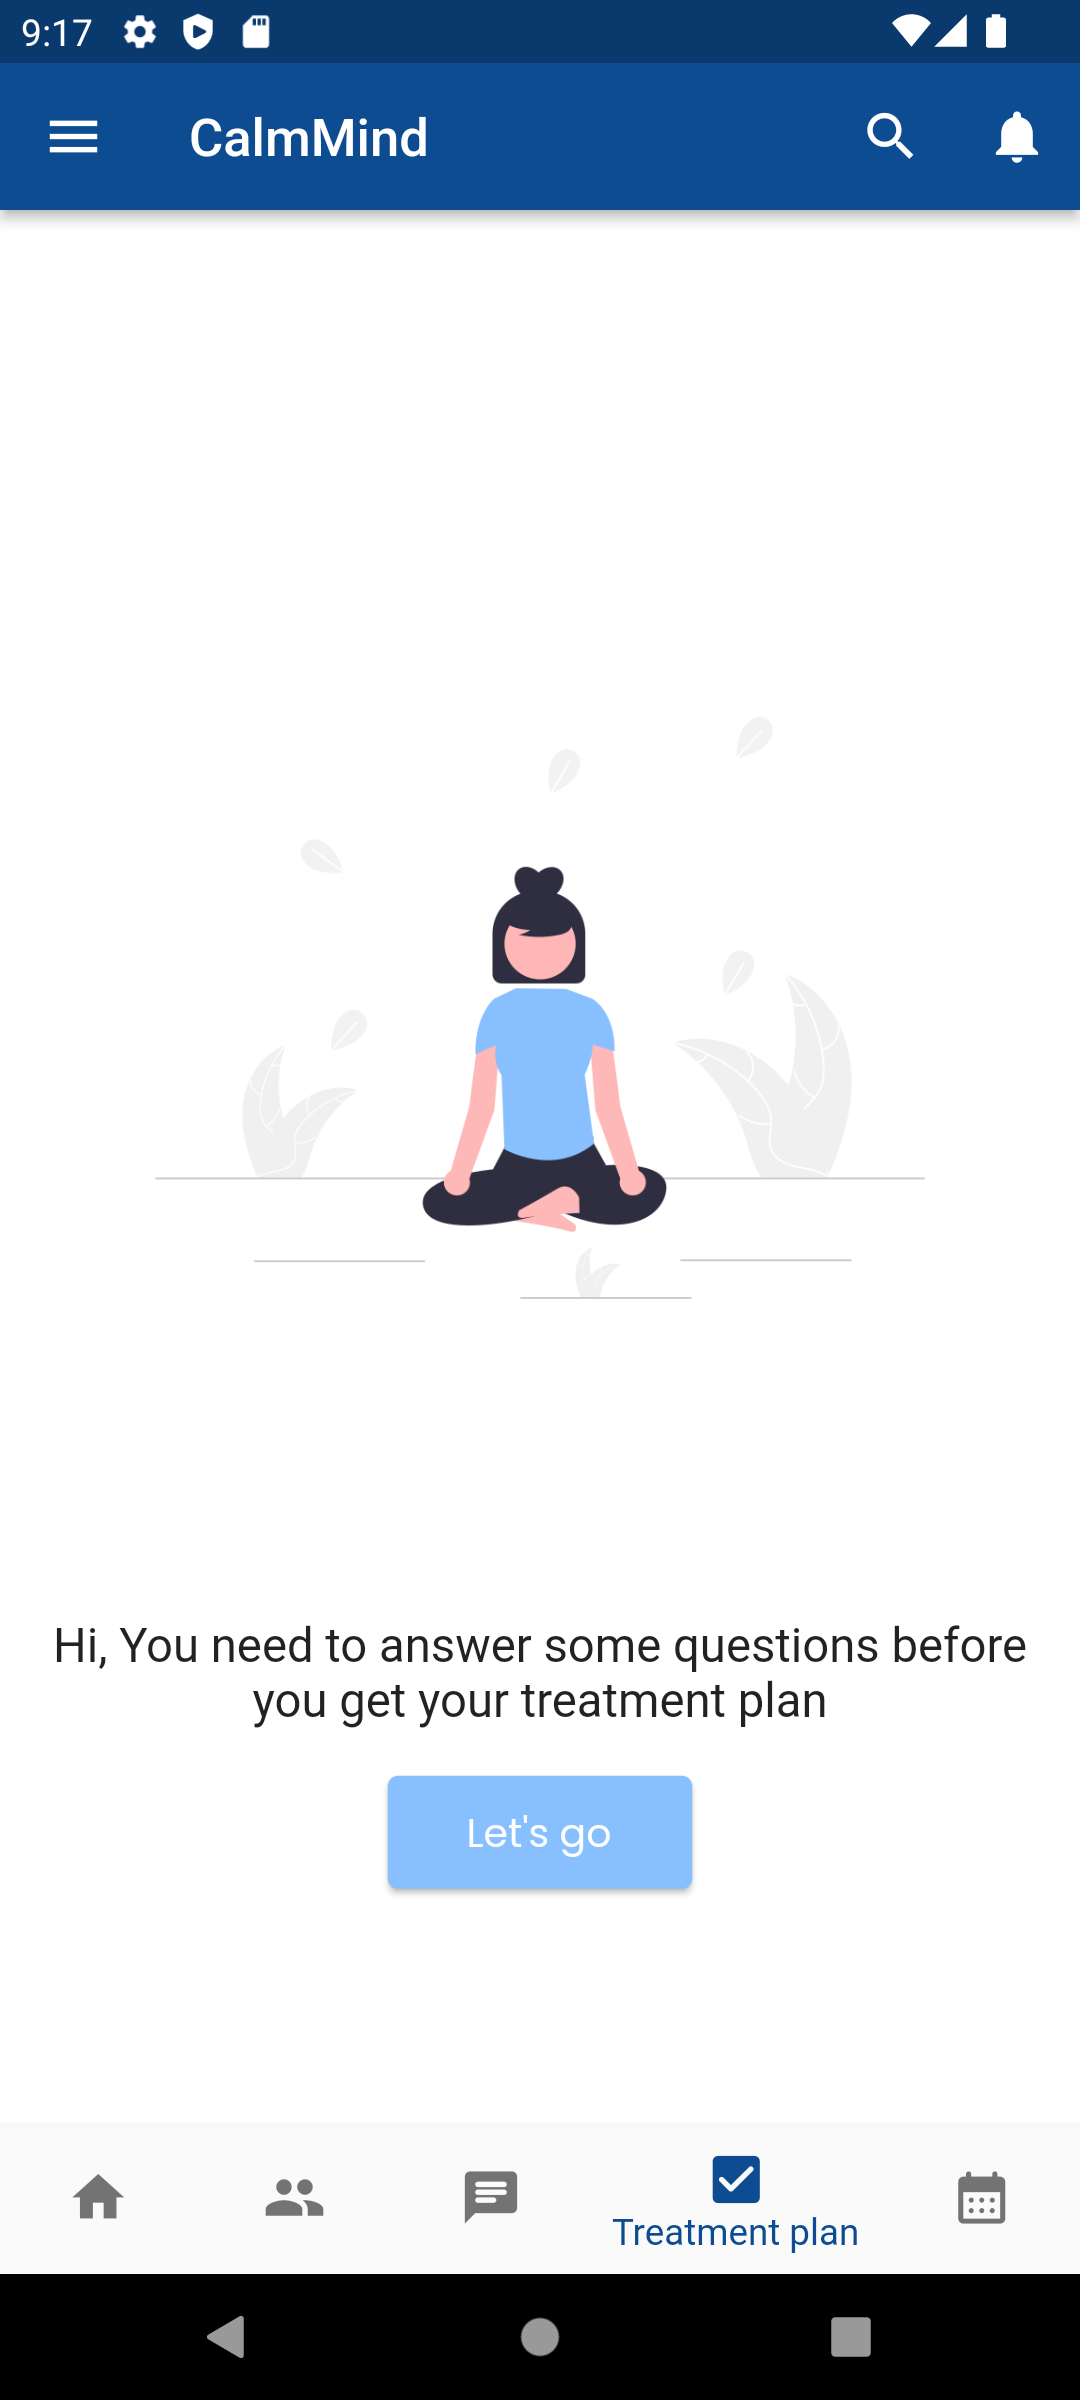 9:17
CalmMind
Hi, You need to answer some questions before
you get your treatment plan
Let's go
Treatment plan